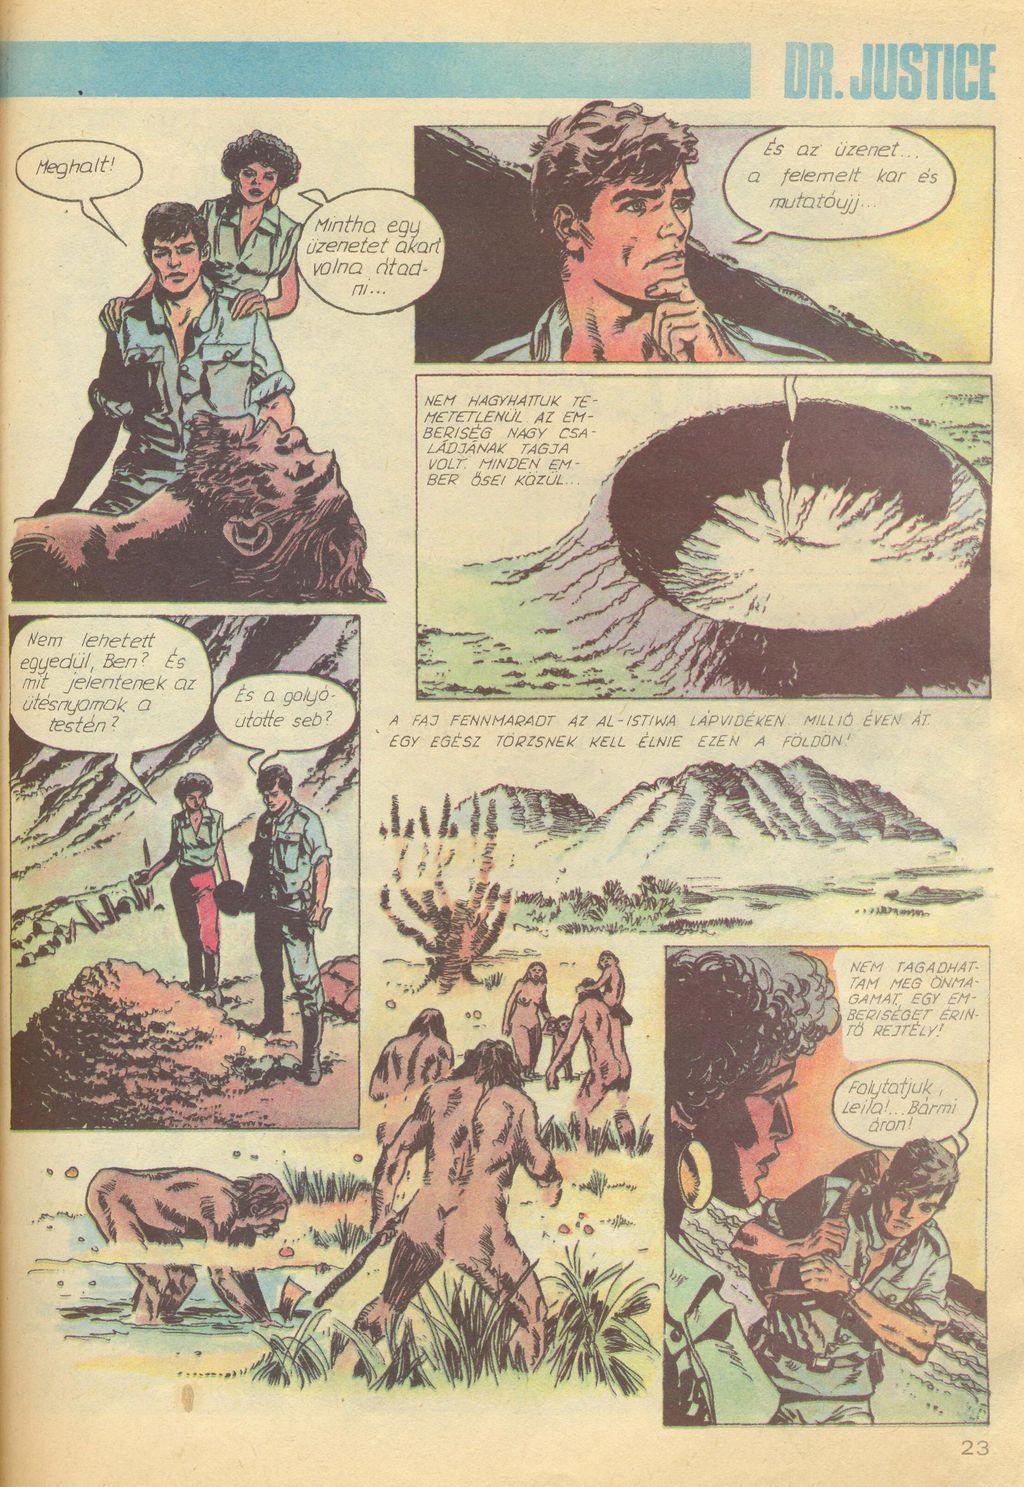 DR. JUSTICE
Meghalt!
Mintha egy
üzenetet akart
volna átad-
ni...
És az üzenet...
a felemelt kar és
mutatóujj...
NEM HAGYHATTUK TE-
METETLENÜL AZ EM-
BERISÉG NAGY CSA-
LÁDJÁNAK TAGJA
VOLT. MINDEN EM-
BER ŐSEI KÖZÜL...
Nem lehetett
egyedül, Ben? És
mit jelentenek az
ütésnyomok a
testén?
És a golyó-
ütötte seb?
A FAJ FENNMARADT AZ AL-ISTIWA LÁPVIDÉKEN. MILLIÓ ÉVEN ÁT.
EGY EGÉSZ TÖRZSNEK KELL ÉLNIE EZEN A FÖLDÖN!
NEM TAGADHAT-
TAM MEG ÖNMA-
GAMAT, EGY EM-
BERISÉGET ÉRIN-
TŐ REJTÉLY!
Folytatjuk,
Leila!... Bármi
áron!
23